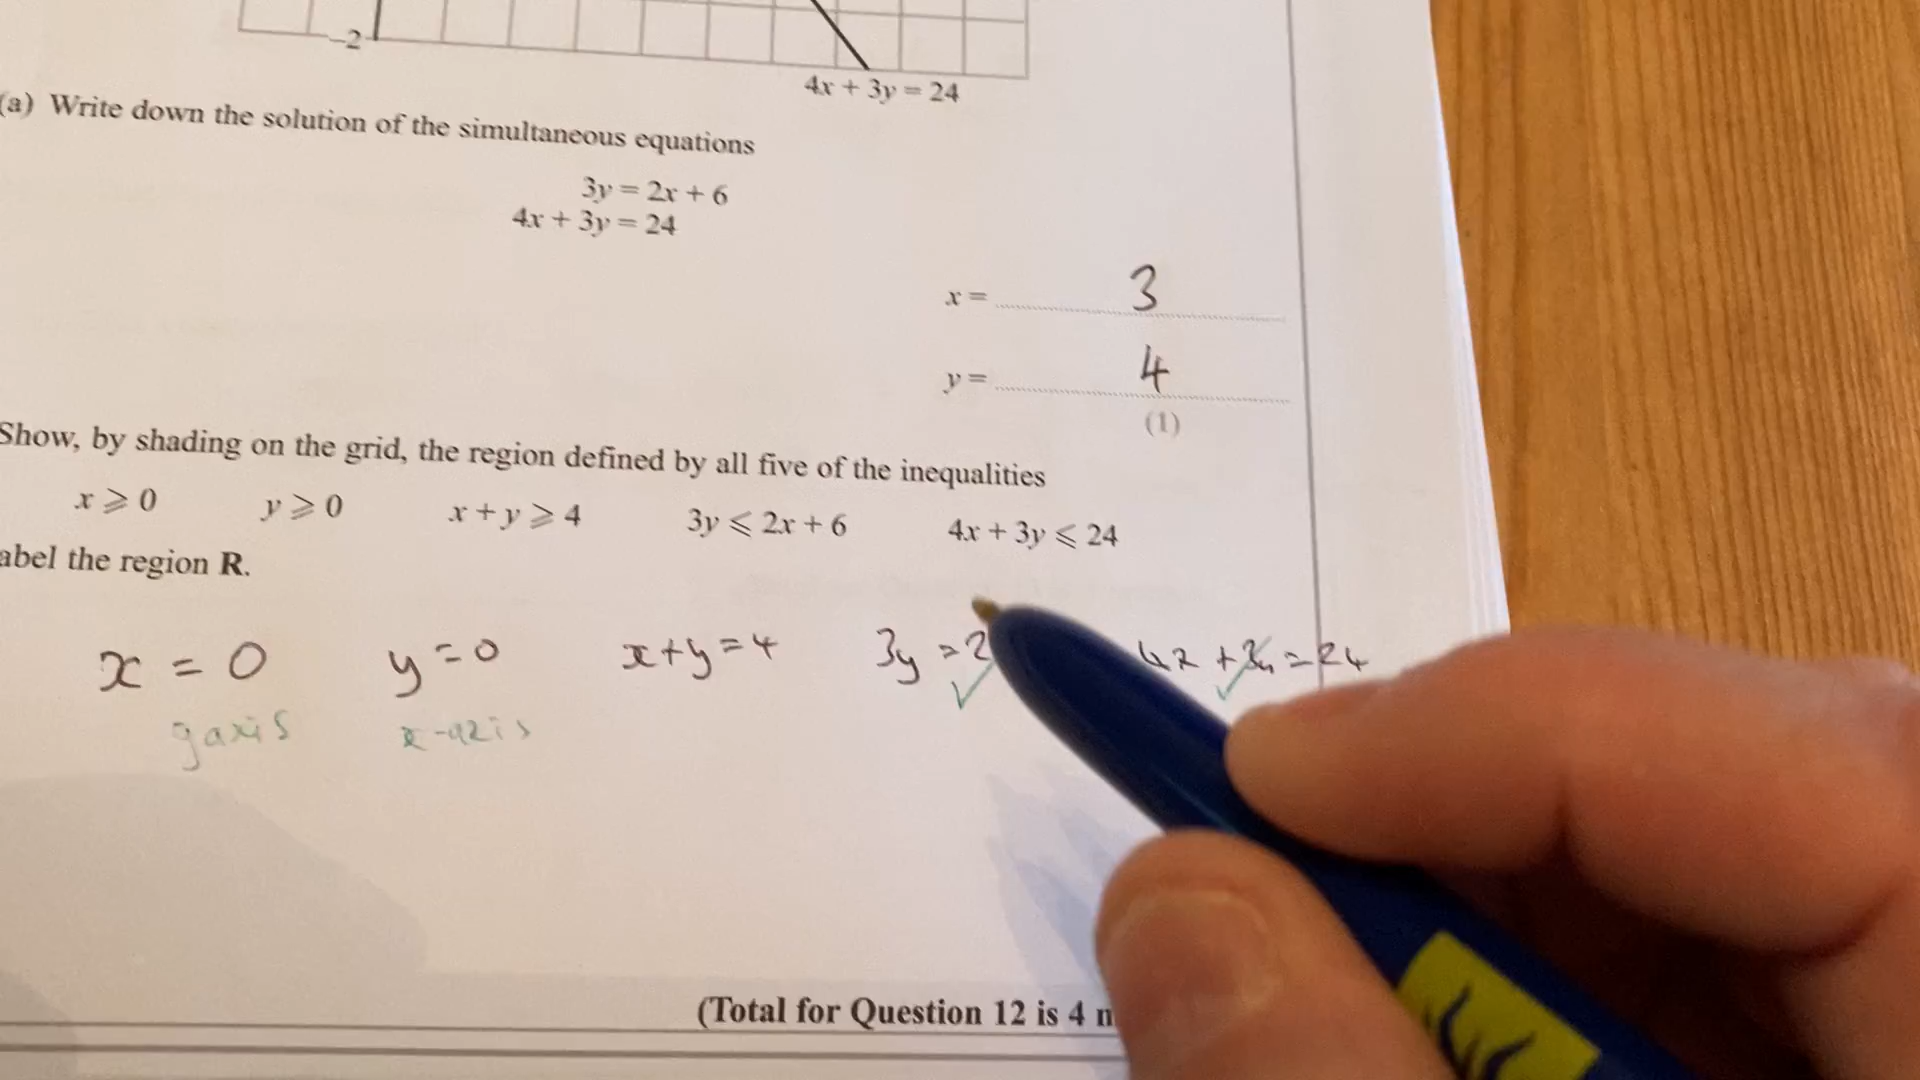 -2
4x + 3y = 24
(a) Write down the solution of the simultaneous equations
3y = 2x + 6
4x + 3y = 24
x = 3
y = 4
(1)
Show, by shading on the grid, the region defined by all five of the inequalities
x ⩾ 0 y ⩾ 0 x + y ⩾ 4 3y ⩽ 2x + 6 4x + 3y ⩽ 24
abel the region R.
x = 0 y = 0 x + y = 4 3y = 2 4x + 3y = 24
y axis x-axis
(Total for Question 12 is 4